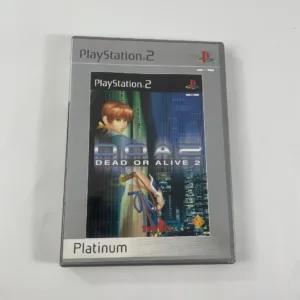 PlayStation 2
PlayStation 2
DOA2
DEAD OR ALIVE 2
Platinum